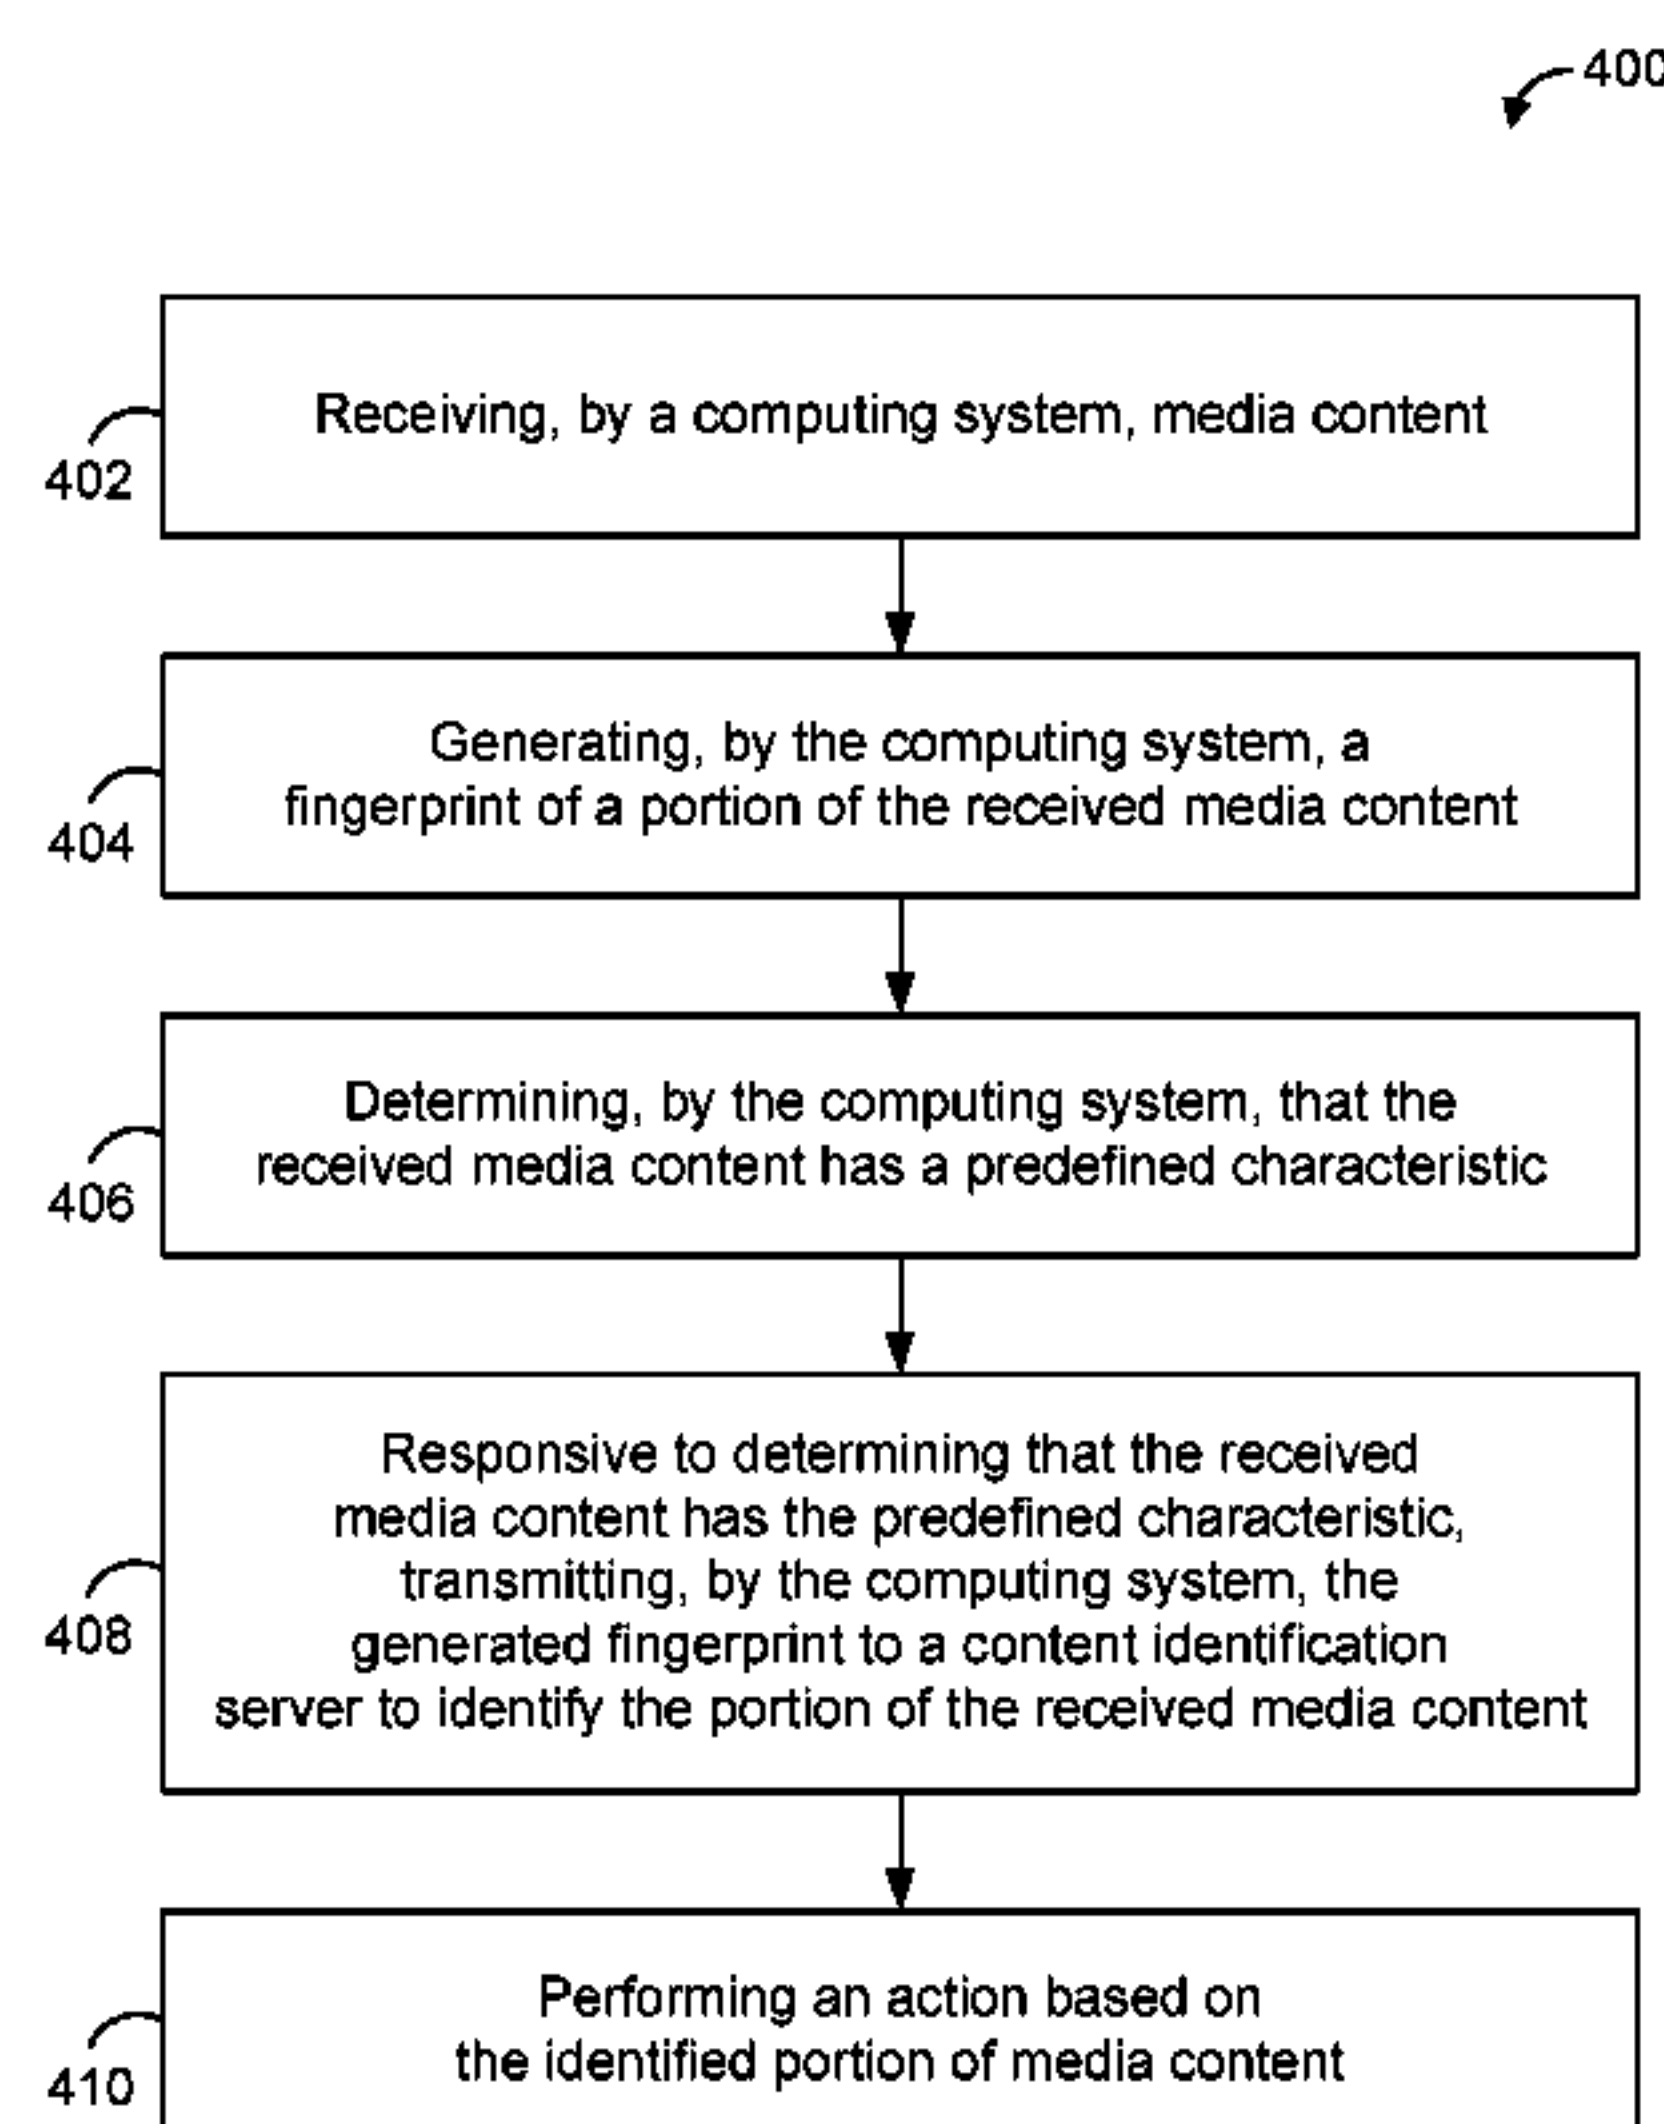 400
Receiving, by a computing system, media content
402
Generating, by the computing system, a
fingerprint of a portion of the received media content
404
Determining, by the computing system, that the
received media content has a predefined characteristic
406
Responsive to determining that the received
media content has the predefined characteristic,
transmitting, by the computing system, the
generated fingerprint to a content identification
server to identify the portion of the received media content
408
Performing an action based on
the identified portion of media content
410